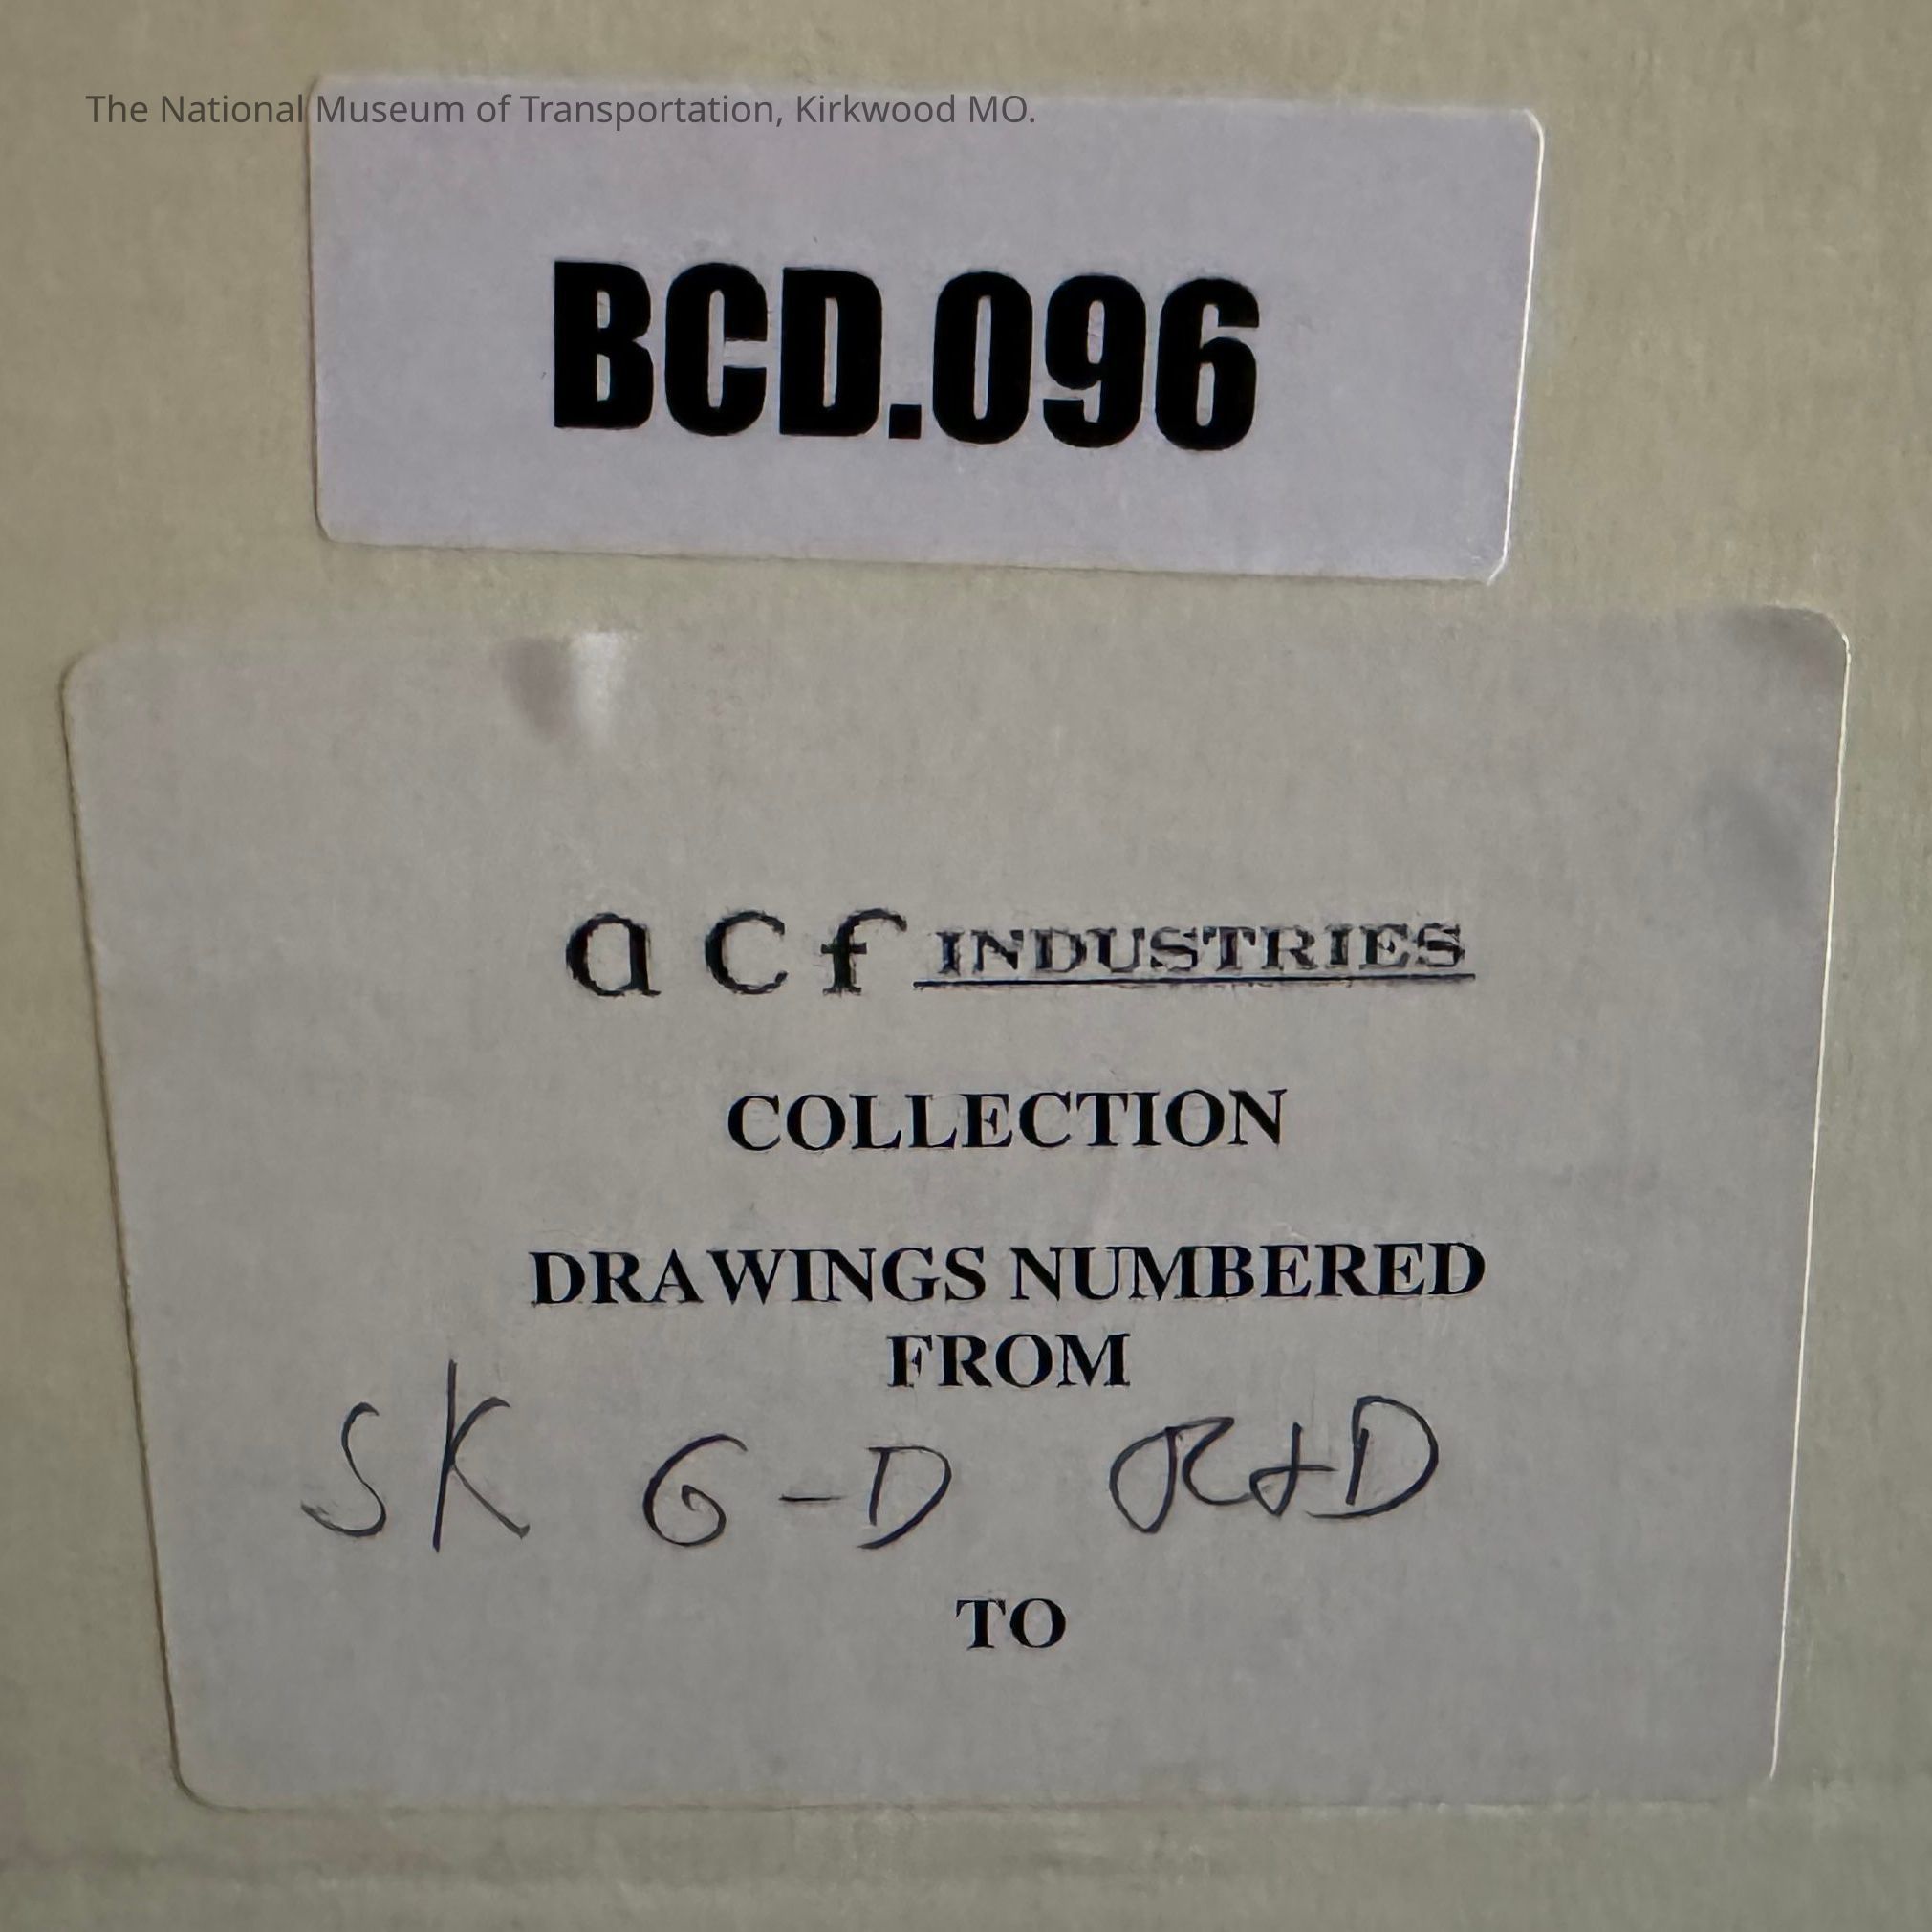 The National Museum of Transportation, Kirkwood MO.
BCD.096
acf INDUSTRIES
COLLECTION
DRAWINGS NUMBERED
FROM
SK G-D R+D
TO